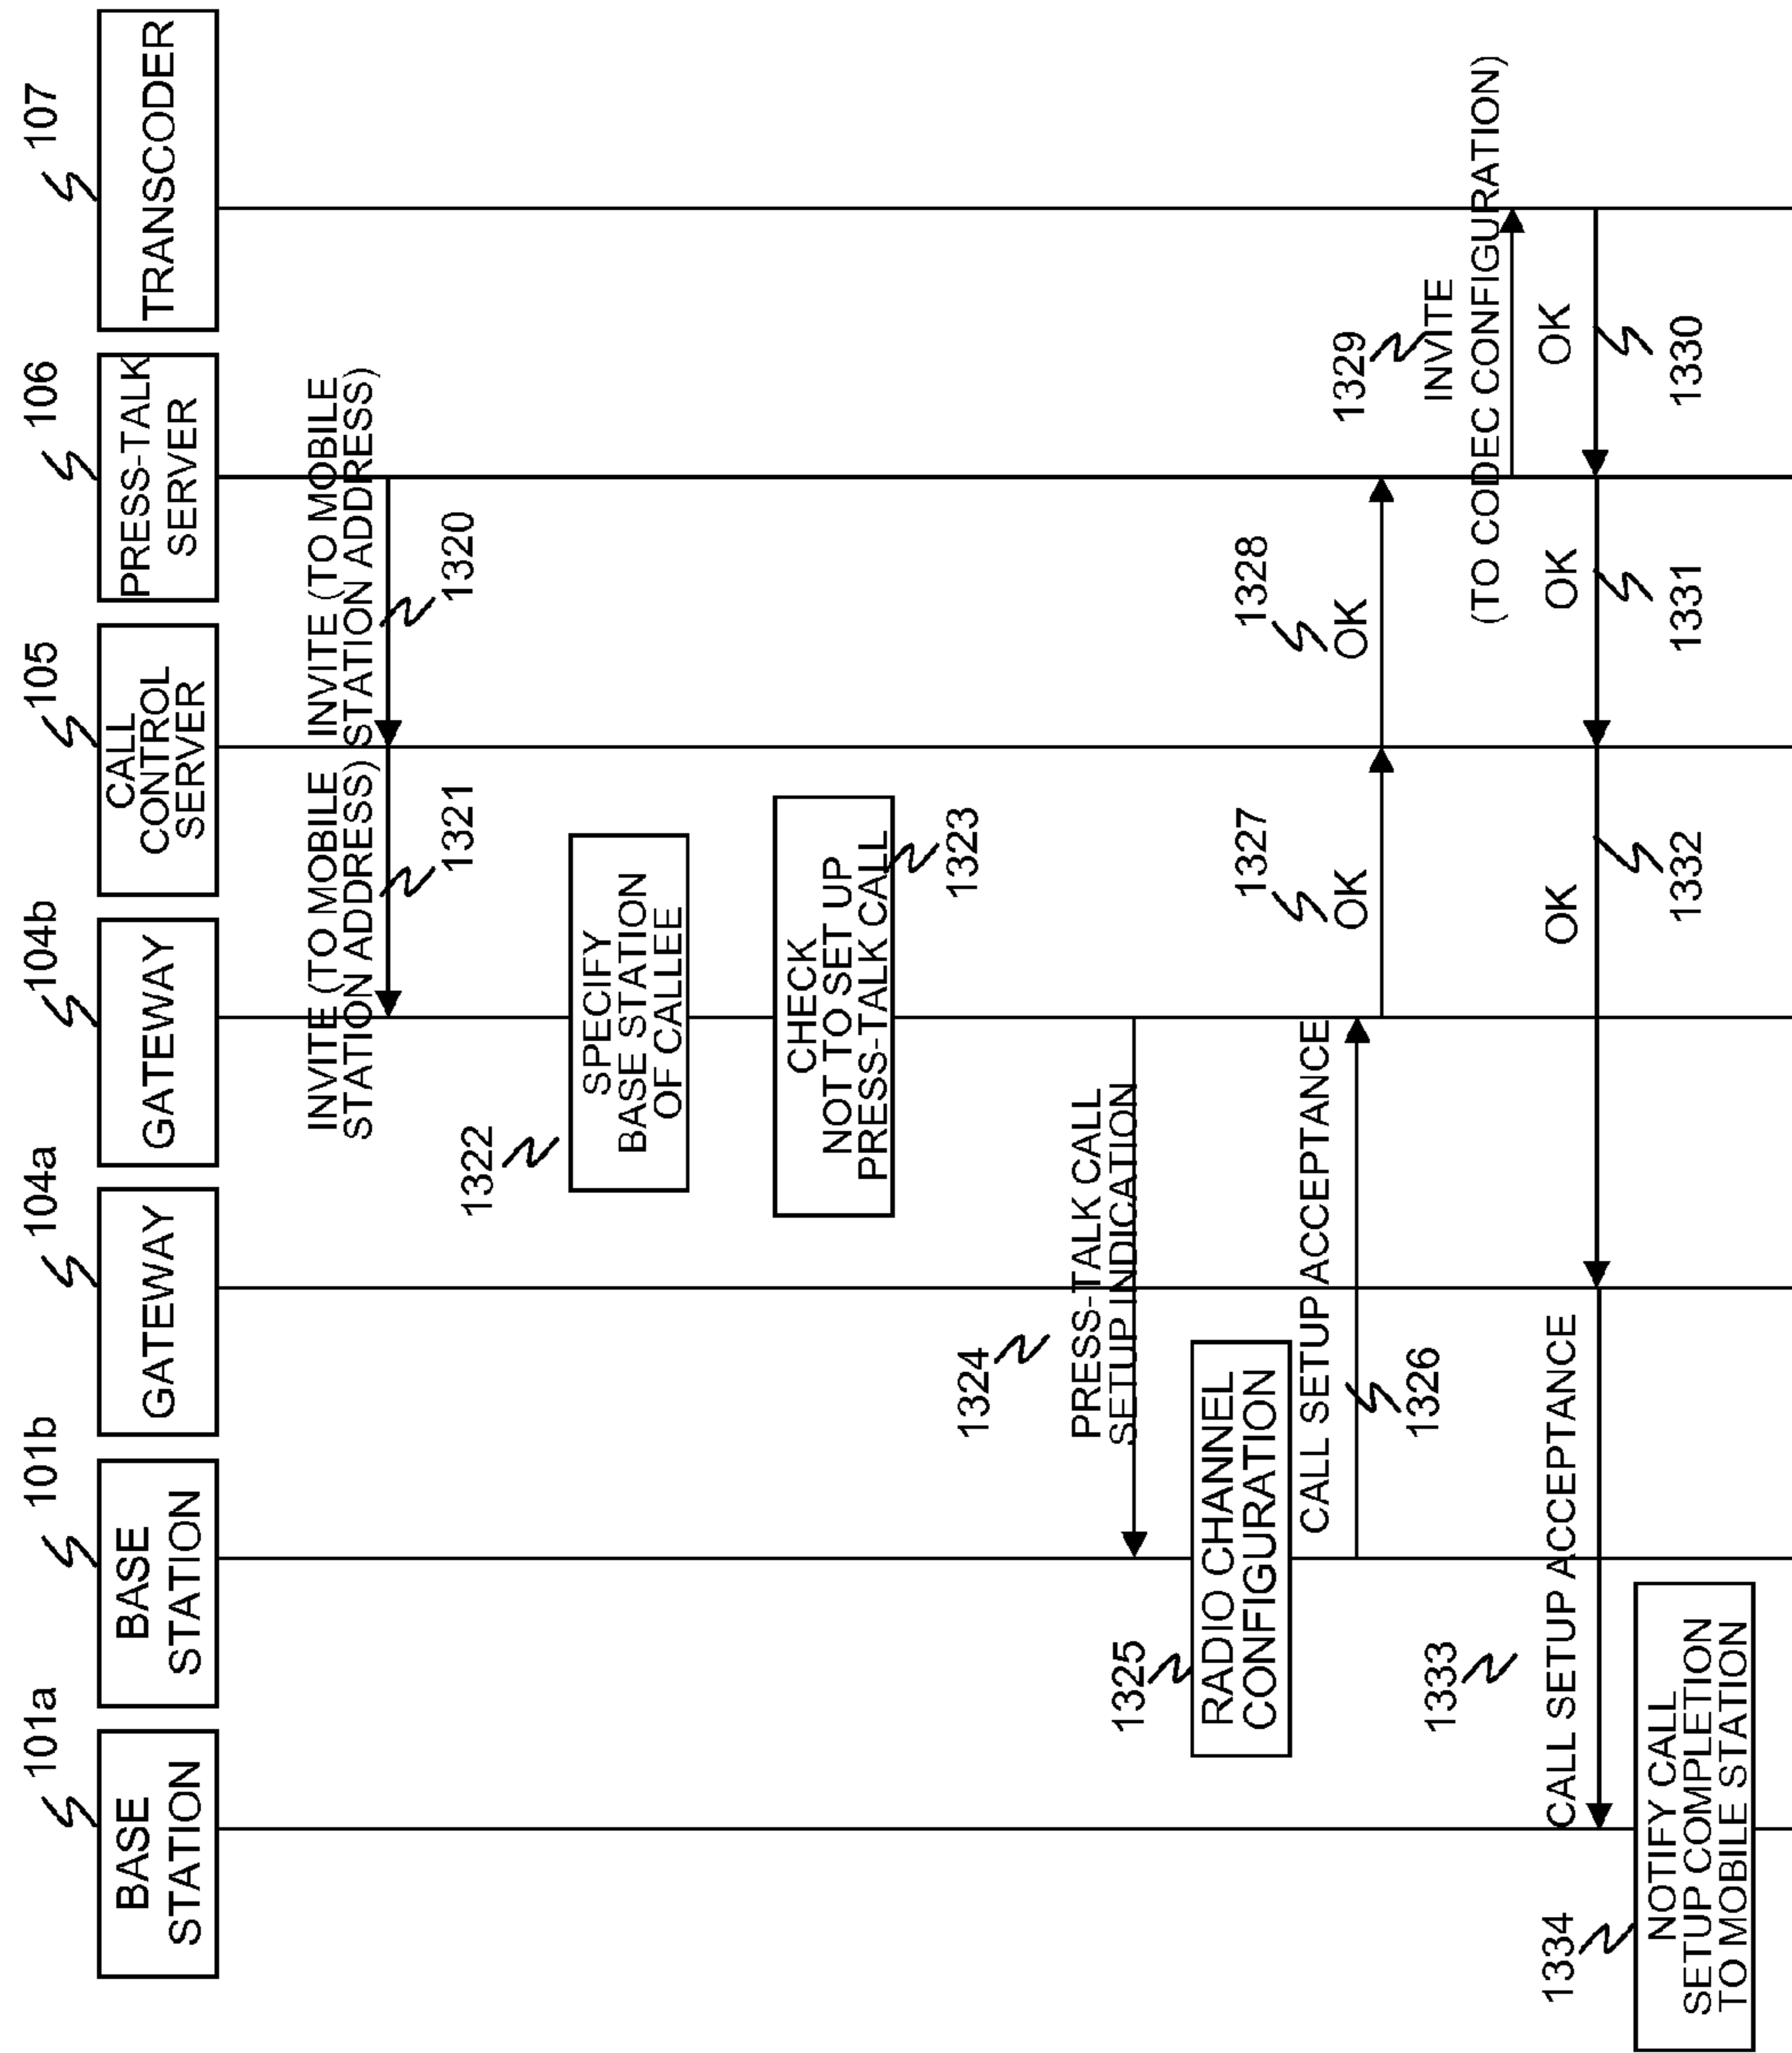 101a
101b
104a
104b
105
106
107
BASE
STATION
BASE
STATION
GATEWAY
GATEWAY
CALL
CONTROL
SERVER
PRESS-TALK
SERVER
TRANSCODER
INVITE (TO MOBILE
STATION ADDRESS)
1320
INVITE (TO MOBILE
STATION ADDRESS)
1321
1322
SPECIFY
BASE STATION
OF CALLEE
CHECK
NOT TO SET UP
PRESS-TALK CALL
1323
1324
PRESS-TALK CALL
SETUP INDICATION
1325
RADIO CHANNEL
CONFIGURATION
CALL SETUP ACCEPTANCE
1326
1327
OK
1328
OK
1329
INVITE
(TO CODEC CONFIGURATION)
OK
1330
OK
1331
OK
1332
1333
CALL SETUP ACCEPTANCE
1334
NOTIFY CALL
SETUP COMPLETION
TO MOBILE STATION